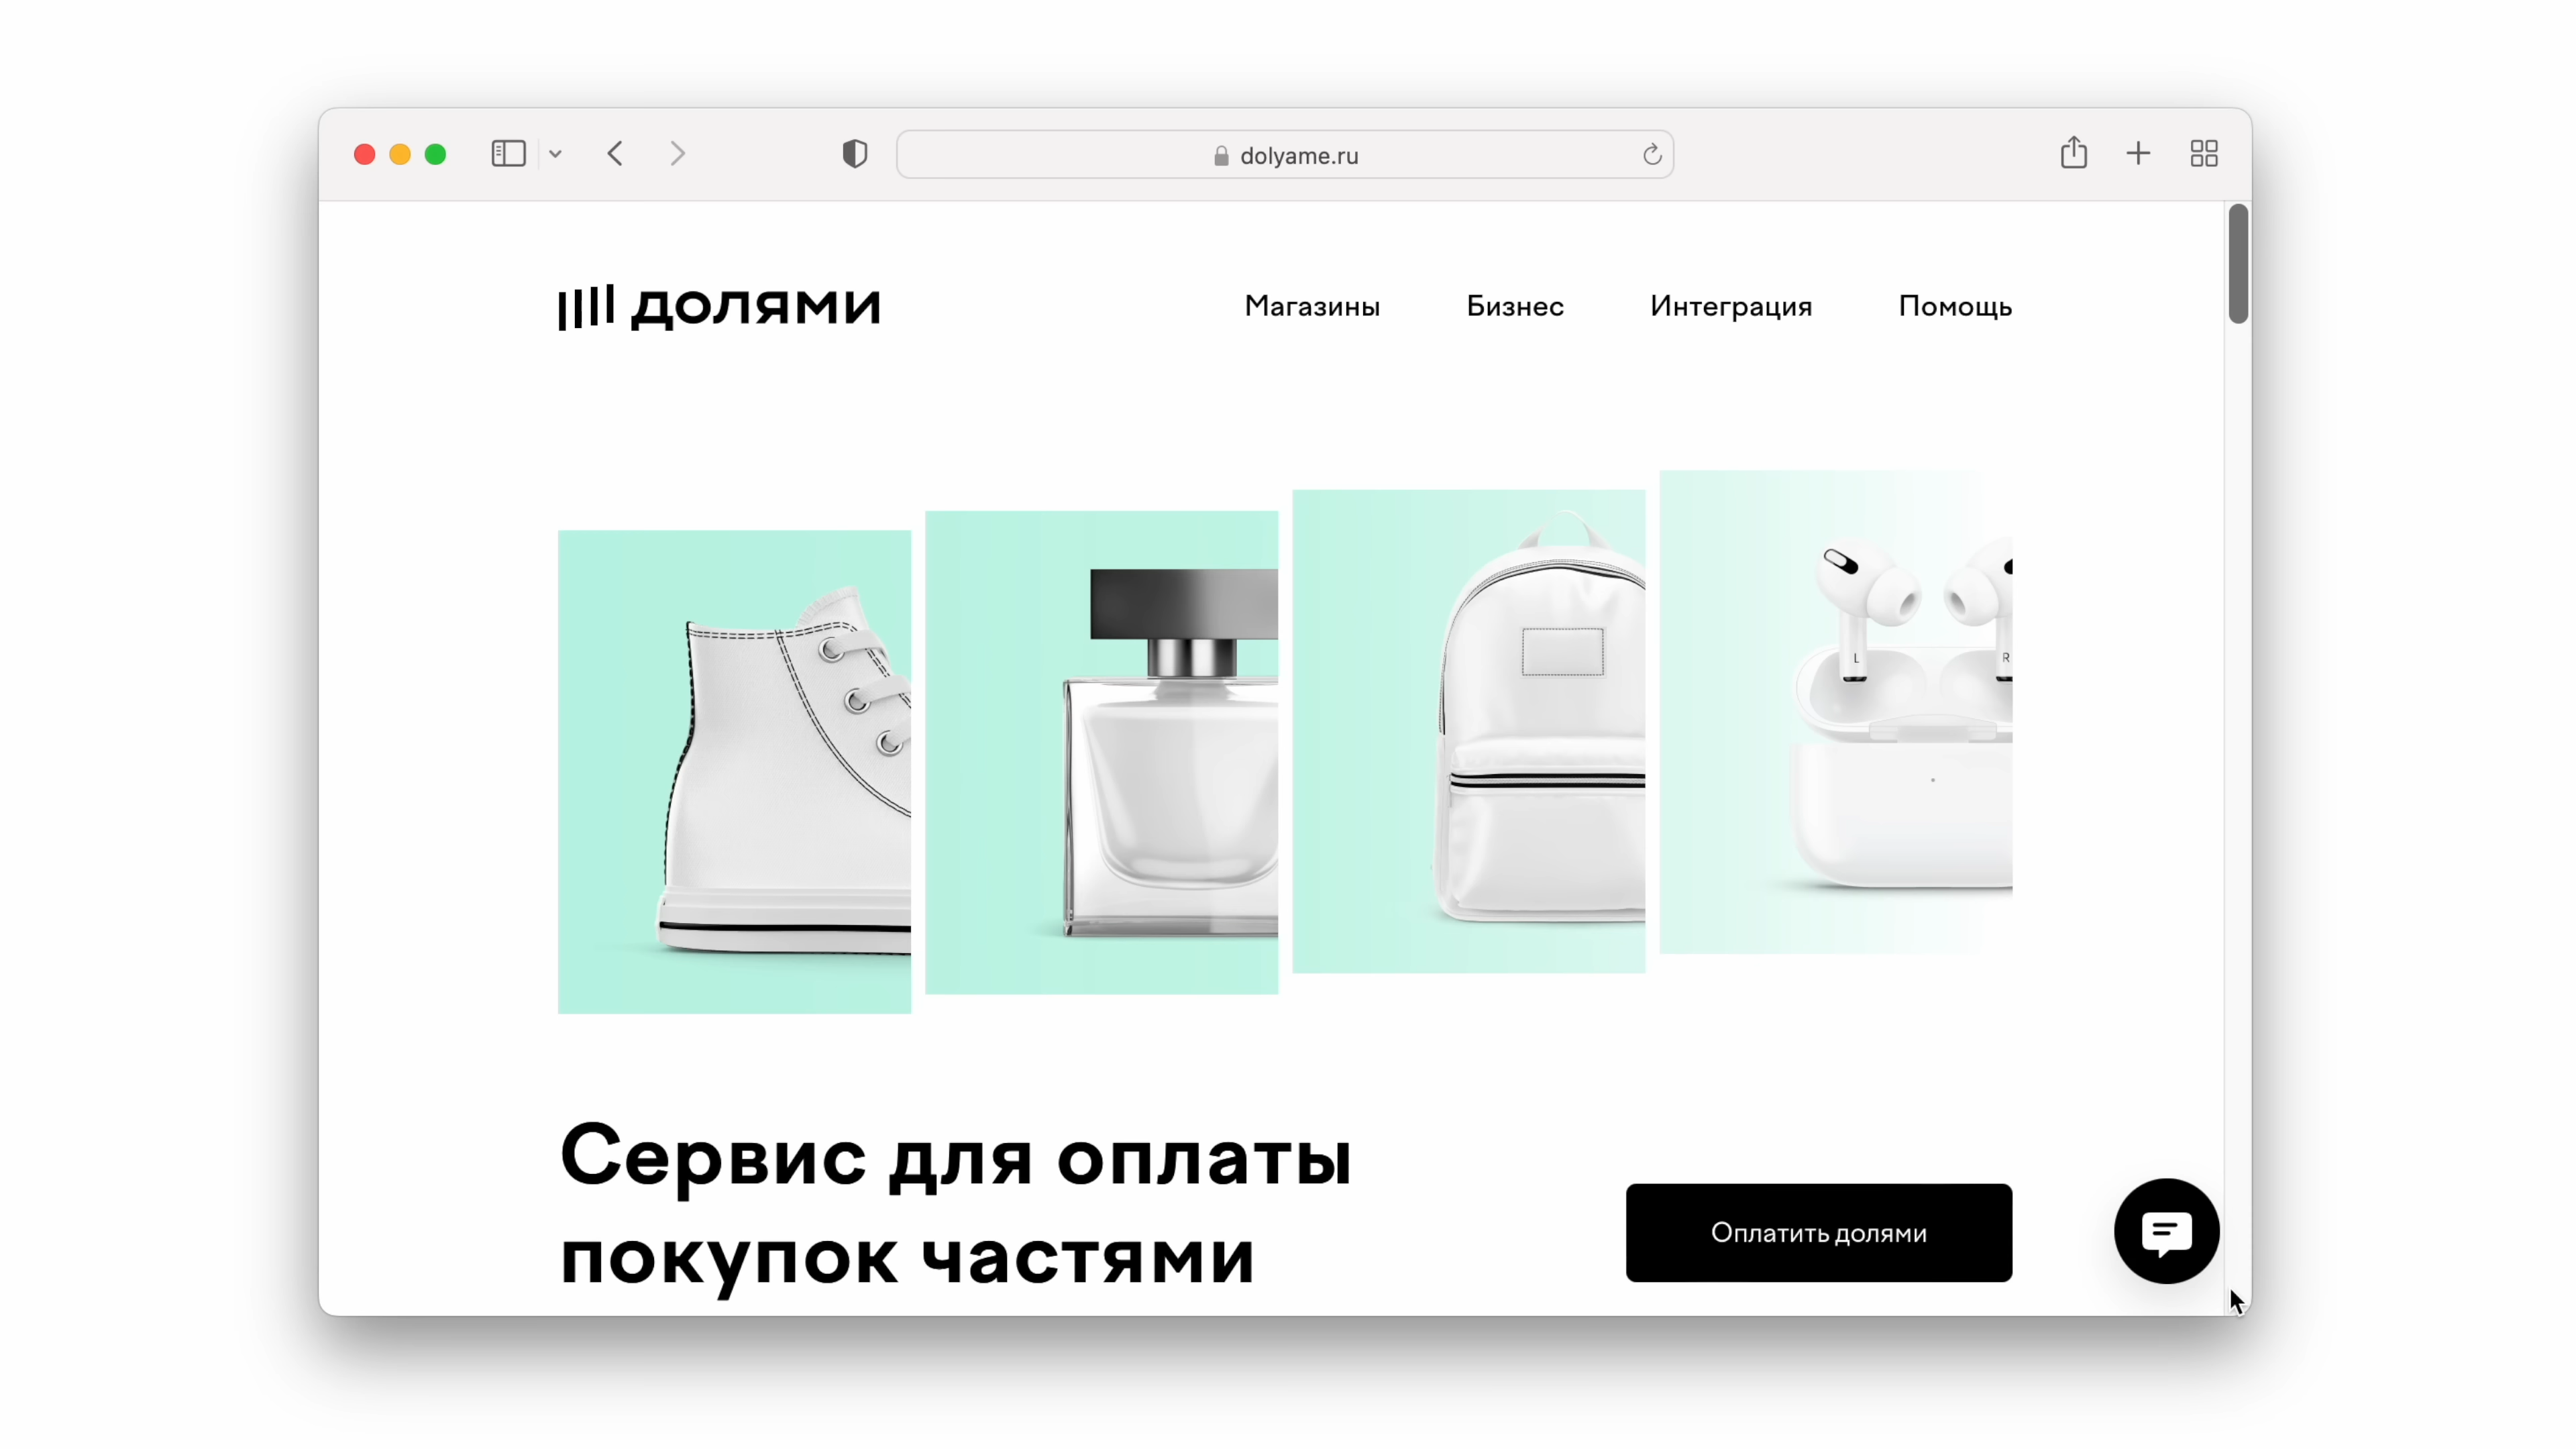 dolyame.ru
долями
Магазины
Бизнес
Интеграция
Помощь
L
R
Сервис для оплаты
покупок частями
Оплатить долями